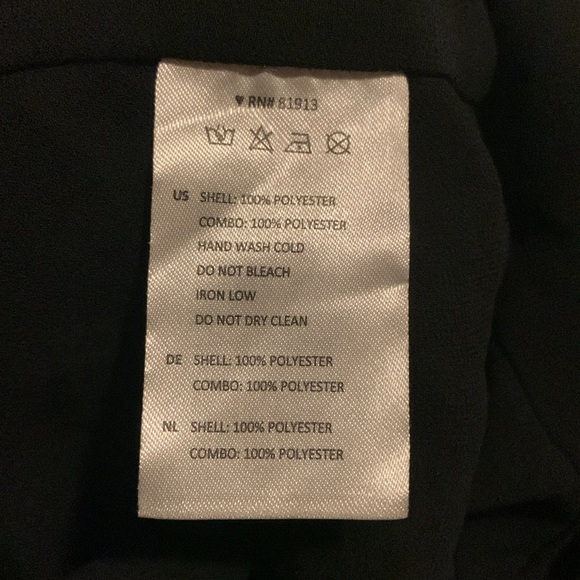 ♥ RN# 81913
US SHELL: 100% POLYESTER
COMBO: 100% POLYESTER
HAND WASH COLD
DO NOT BLEACH
IRON LOW
DO NOT DRY CLEAN
DE SHELL: 100% POLYESTER
COMBO: 100% POLYESTER
NL SHELL: 100% POLYESTER
COMBO: 100% POLYESTER